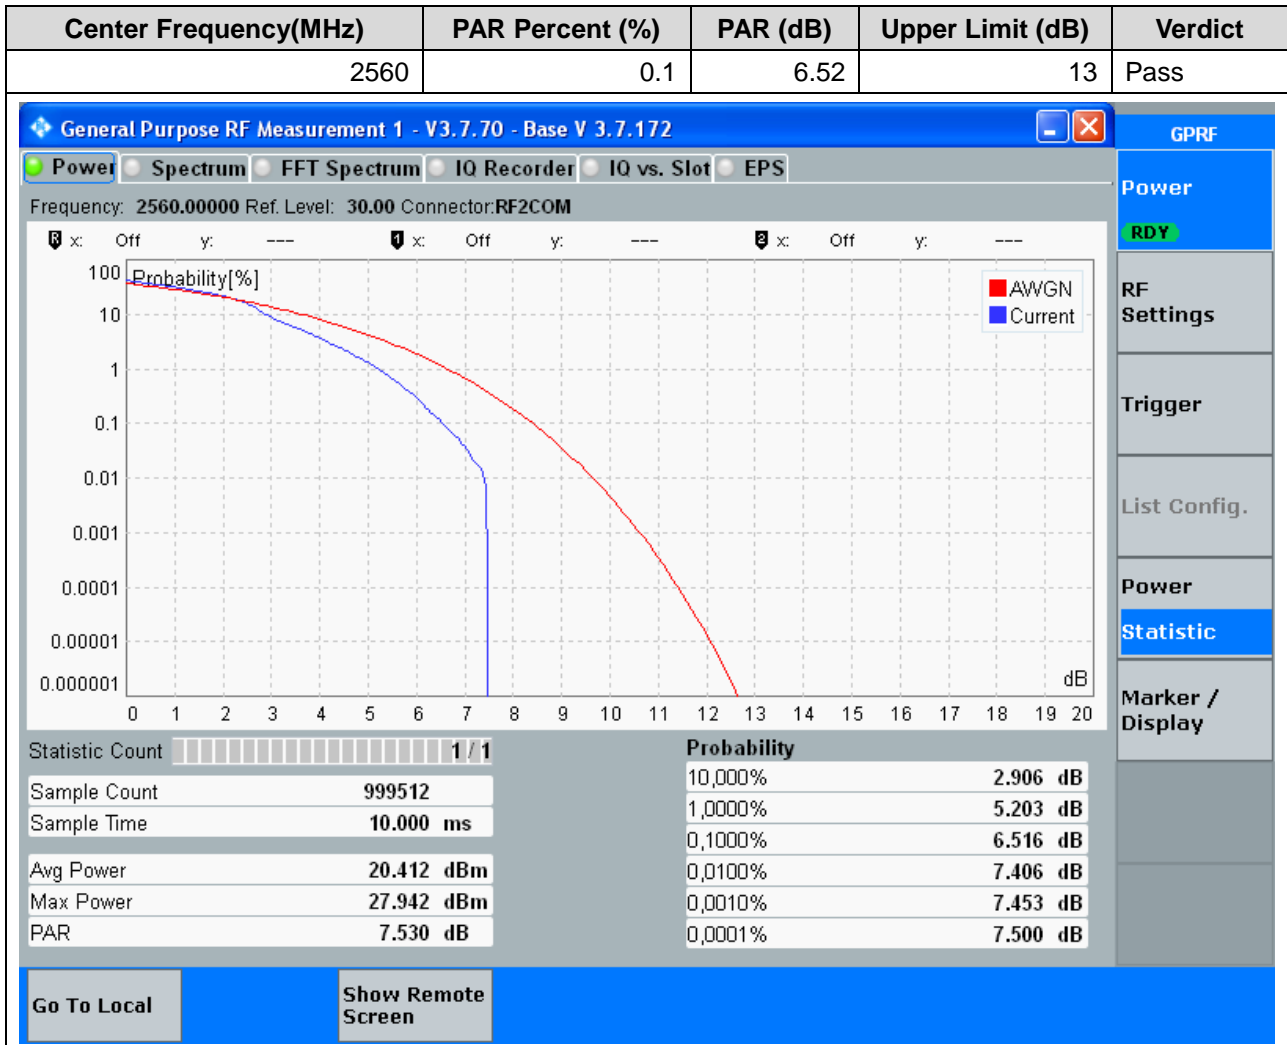 Center Frequency(MHz) PAR Percent (%) PAR (dB) Upper Limit (dB) Verdict
2560 0.1 6.52 13 Pass
General Purpose RF Measurement 1 - V3.7.70 - Base V 3.7.172
GPRF
Power Spectrum FFT Spectrum IQ Recorder IQ vs. Slot EPS
Frequency: 2560.00000 Ref. Level: 30.00 Connector:RF2COM
R x: Off y: --- 1 x: Off y: --- 2 x: Off y: ---
Probability[%]
100
10
1
0.1
0.01
0.001
0.0001
0.00001
0.000001
AWGN
Current
dB
0 1 2 3 4 5 6 7 8 9 10 11 12 13 14 15 16 17 18 19 20
Statistic Count 1 / 1
Sample Count 999512
Sample Time 10.000 ms
Avg Power 20.412 dBm
Max Power 27.942 dBm
PAR 7.530 dB
Probability
10,000% 2.906 dB
1,0000% 5.203 dB
0,1000% 6.516 dB
0,0100% 7.406 dB
0,0010% 7.453 dB
0,0001% 7.500 dB
Power
RDY
RF
Settings
Trigger
List Config.
Power
Statistic
Marker /
Display
Go To Local
Show Remote
Screen